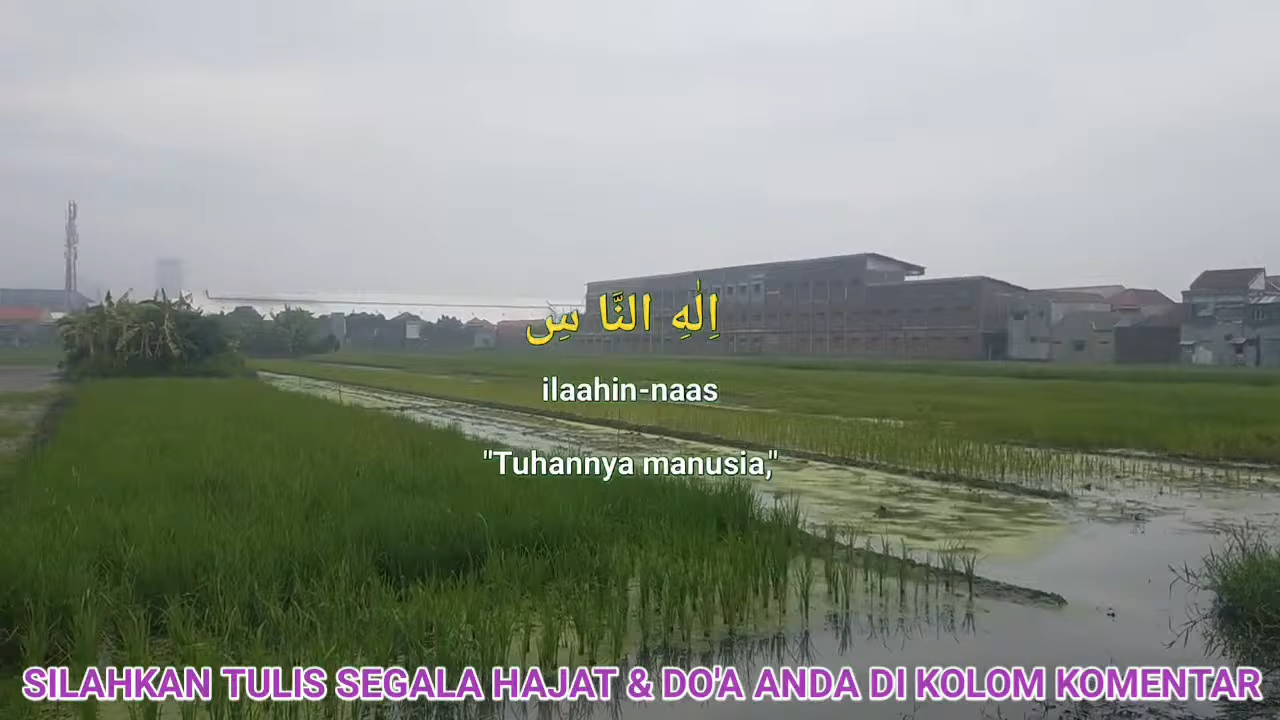 اِلٰهِ النَّا سِ
ilaahin-naas
"Tuhannya manusia,"
SILAHKAN TULIS SEGALA HAJAT & DO'A ANDA DI KOLOM KOMENTAR